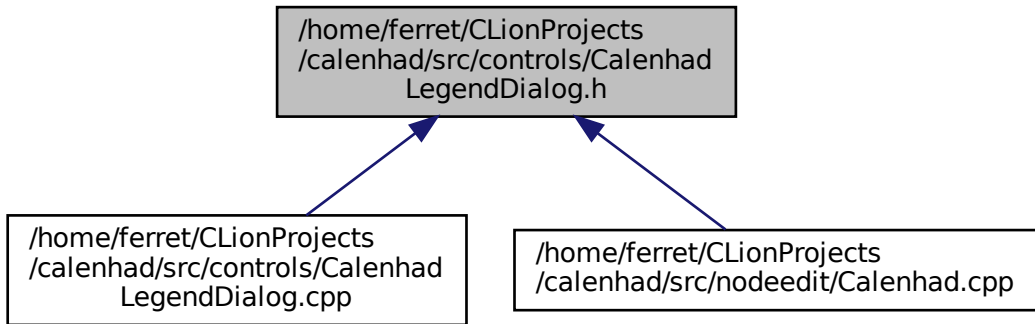 /home/ferret/CLionProjects
/calenhad/src/controls/Calenhad
LegendDialog.h
/home/ferret/CLionProjects
/calenhad/src/controls/Calenhad
LegendDialog.cpp
/home/ferret/CLionProjects
/calenhad/src/nodeedit/Calenhad.cpp